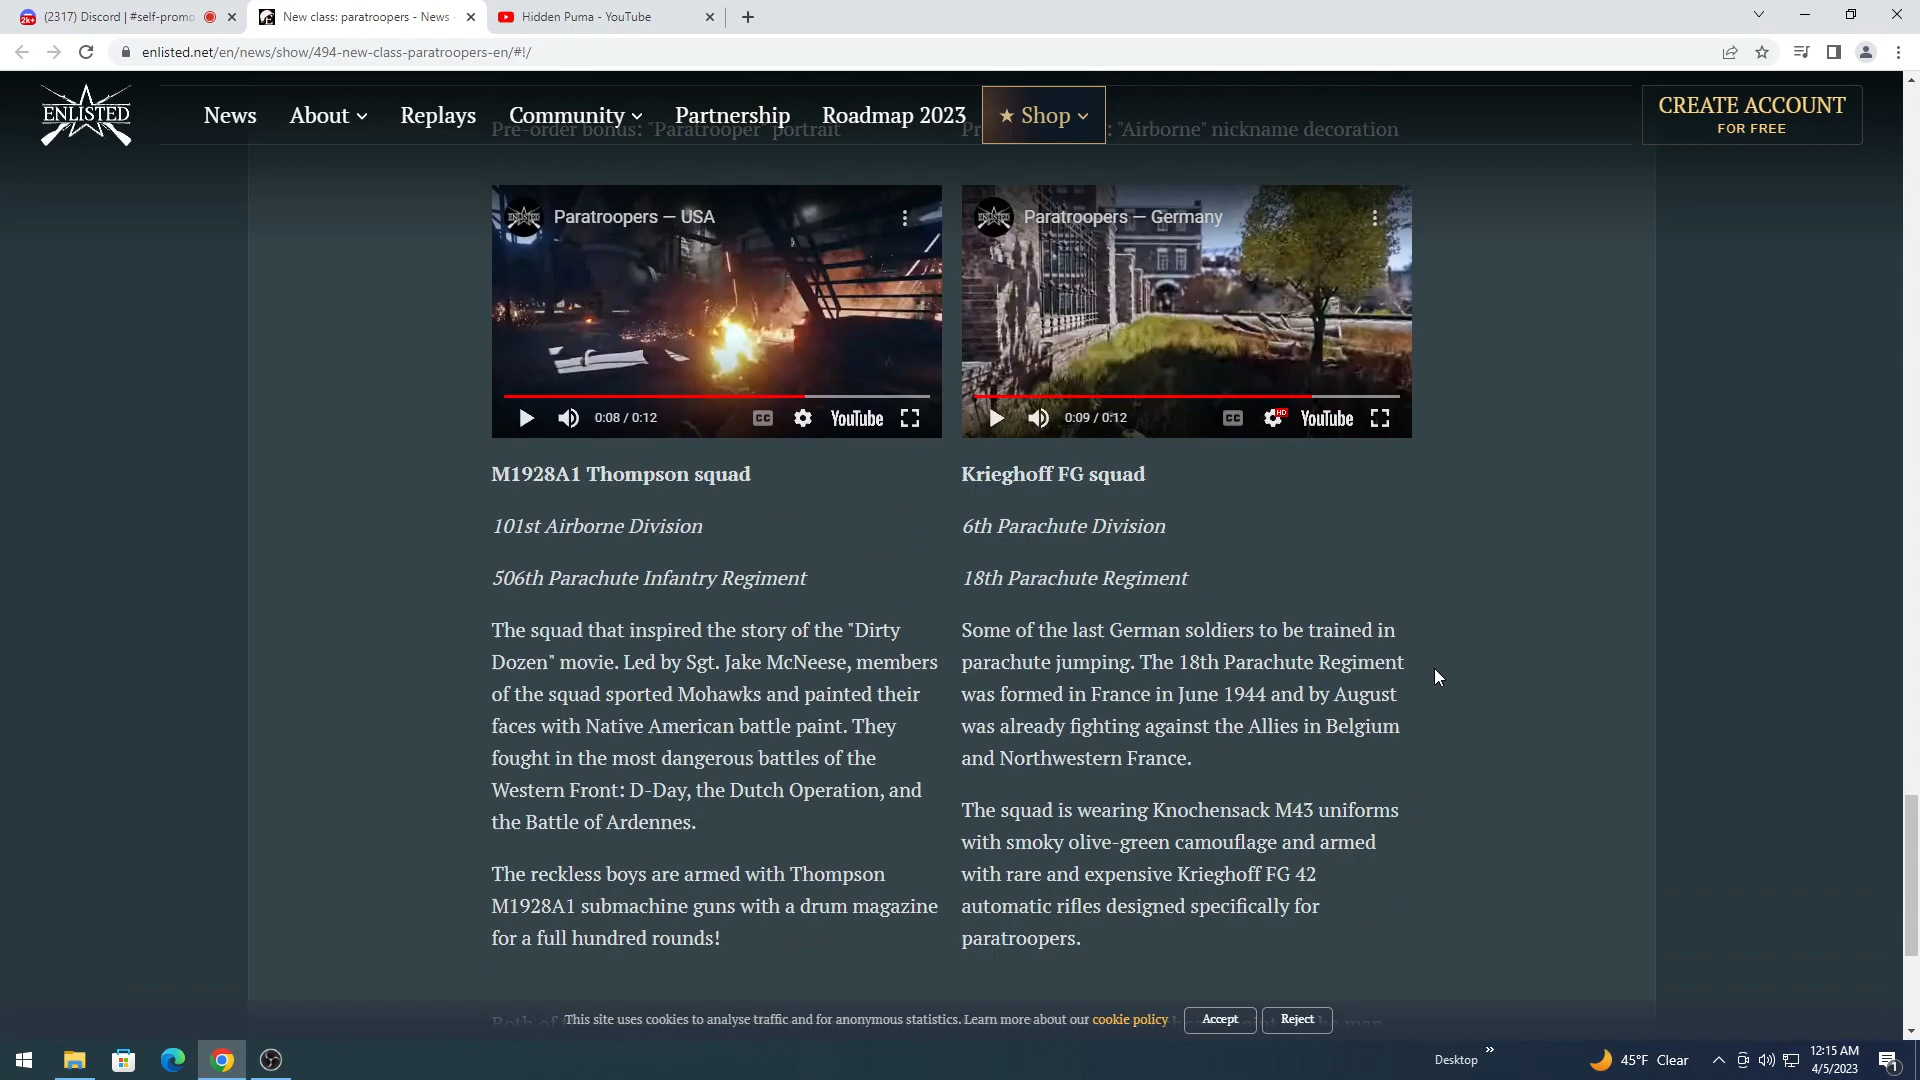 (2317) Discord | #self-promo
New class: paratroopers - News -
Hidden Puma - YouTube
enlisted.net/en/news/show/494-new-class-paratroopers-en/#!/
ENLISTED
News
About
Replays
Community
Partnership
Roadmap 2023
★ Shop
CREATE ACCOUNT
FOR FREE
Pre-order bonus: "Paratrooper" portrait
: "Airborne" nickname decoration
Paratroopers — USA
0:08 / 0:12
CC
YouTube
Paratroopers — Germany
0:09 / 0:12
CC
HD
YouTube
M1928A1 Thompson squad
101st Airborne Division
506th Parachute Infantry Regiment
The squad that inspired the story of the "Dirty
Dozen" movie. Led by Sgt. Jake McNeese, members
of the squad sported Mohawks and painted their
faces with Native American battle paint. They
fought in the most dangerous battles of the
Western Front: D-Day, the Dutch Operation, and
the Battle of Ardennes.
The reckless boys are armed with Thompson
M1928A1 submachine guns with a drum magazine
for a full hundred rounds!
Krieghoff FG squad
6th Parachute Division
18th Parachute Regiment
Some of the last German soldiers to be trained in
parachute jumping. The 18th Parachute Regiment
was formed in France in June 1944 and by August
was already fighting against the Allies in Belgium
and Northwestern France.
The squad is wearing Knochensack M43 uniforms
with smoky olive-green camouflage and armed
with rare and expensive Krieghoff FG 42
automatic rifles designed specifically for
paratroopers.
This site uses cookies to analyse traffic and for anonymous statistics. Learn more about our cookie policy
Accept
Reject
Desktop
45°F Clear
12:15 AM
4/5/2023
1